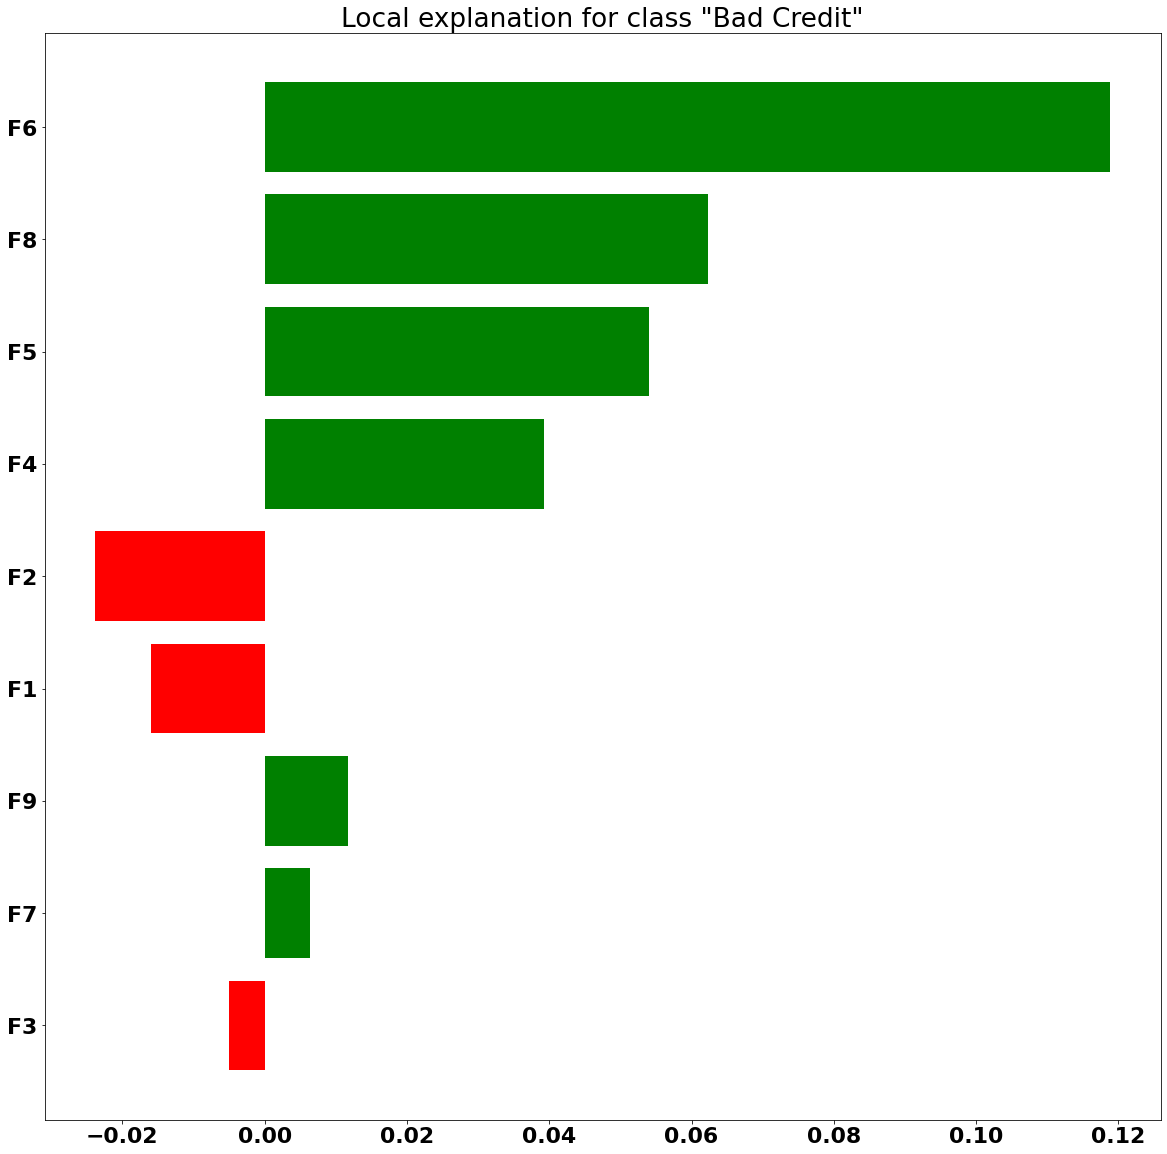 Local explanation for class "Bad Credit"
F6
F8
F5
F4
F2
F1
F9
F7
F3
−0.02 0.00 0.02 0.04 0.06 0.08 0.10 0.12